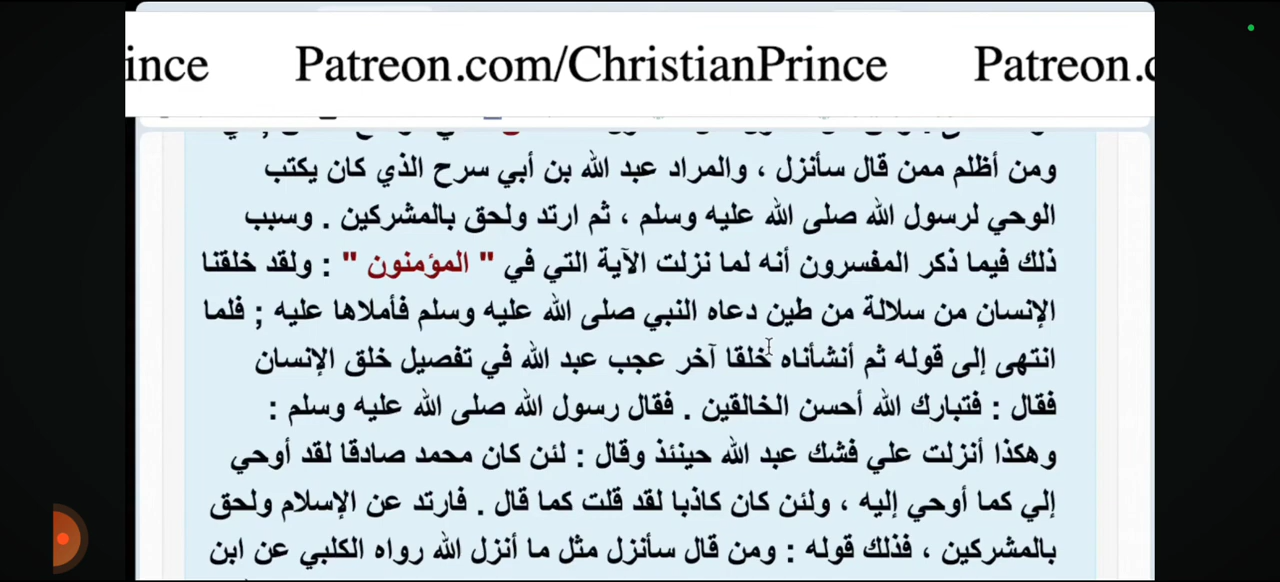 ince Patreon.com/ChristianPrince Patreon.c
ومن أظلم ممن قال سأنزل ، والمراد عبد الله بن أبي سرح الذي كان يكتب
الوحي لرسول الله صلى الله عليه وسلم ، ثم ارتد ولحق بالمشركين . وسبب
ذلك فيما ذكر المفسرون أنه لما نزلت الآية التي في " المؤمنون " : ولقد خلقنا
الإنسان من سلالة من طين دعاه النبي صلى الله عليه وسلم فأملاها عليه ; فلما
انتهى إلى قوله ثم أنشأناه خلقا آخر عجب عبد الله في تفصيل خلق الإنسان
فقال : فتبارك الله أحسن الخالقين . فقال رسول الله صلى الله عليه وسلم :
وهكذا أنزلت علي فشك عبد الله حينئذ وقال : لئن كان محمد صادقا لقد أوحي
إلي كما أوحي إليه ، ولئن كان كاذبا لقد قلت كما قال . فارتد عن الإسلام ولحق
بالمشركين ، فذلك قوله : ومن قال سأنزل مثل ما أنزل الله رواه الكلبي عن ابن